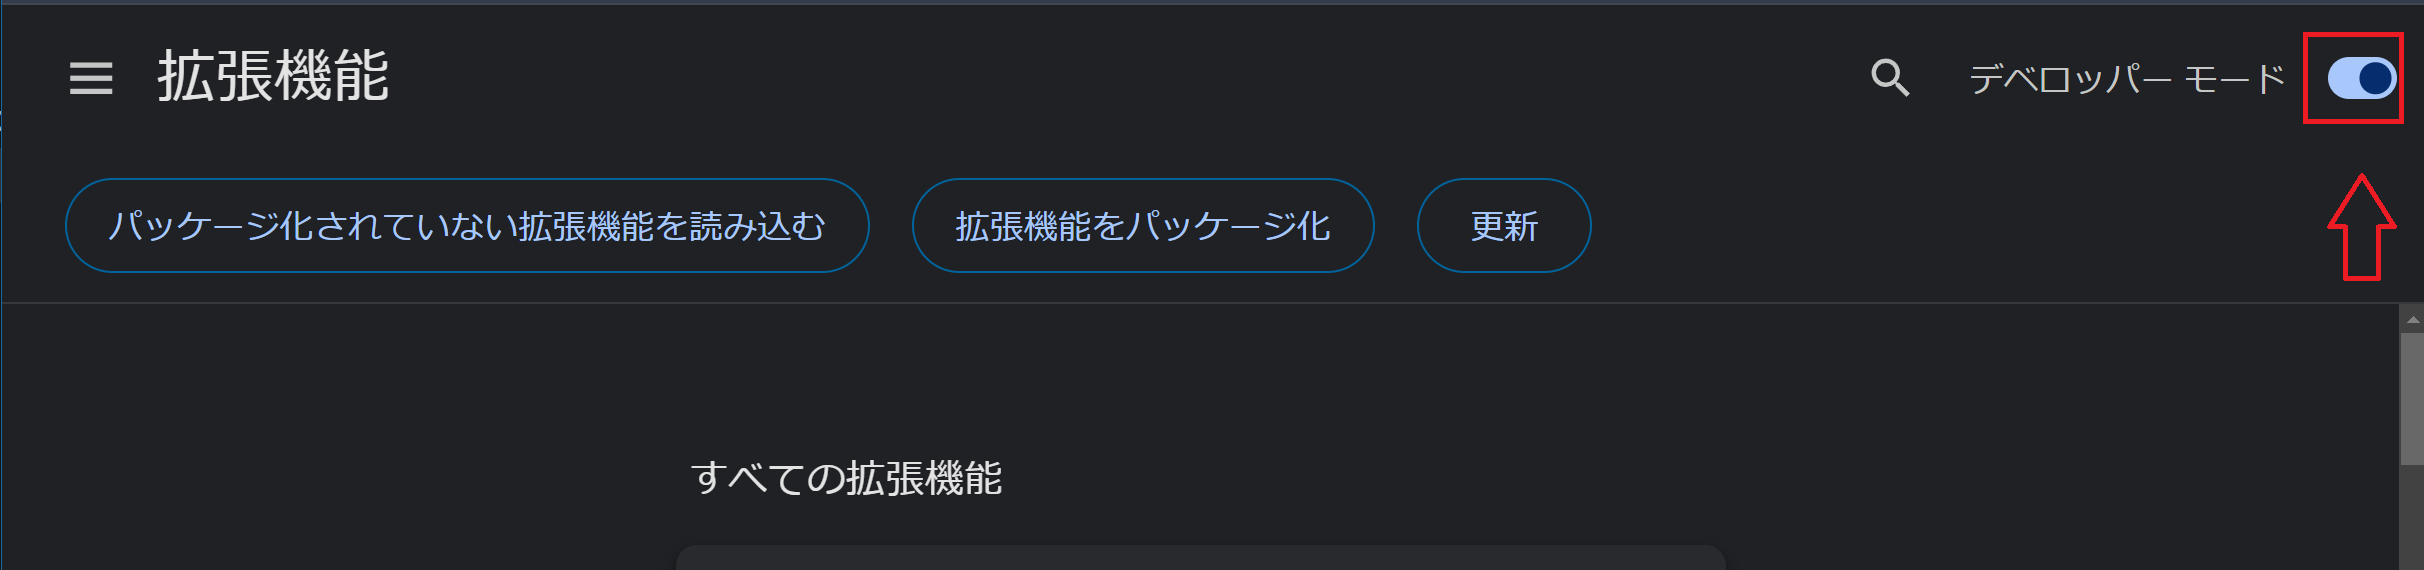 拡張機能
デベロッパー モード
パッケージ化されていない拡張機能を読み込む
拡張機能をパッケージ化
更新
すべての拡張機能